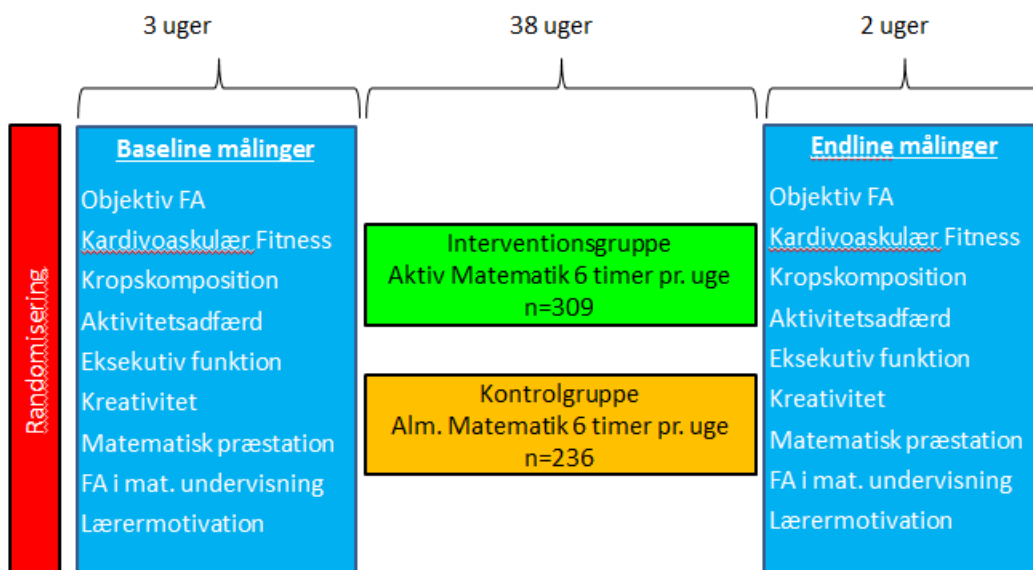 3 uger
38 uger
2 uger
Randomisering
Baseline målinger
Objektiv FA
Kardivoaskulær Fitness
Kropskomposition
Aktivitetsadfærd
Eksekutiv funktion
Kreativitet
Matematisk præstation
FA i mat. undervisning
Lærermotivation
Interventionsgruppe
Aktiv Matematik 6 timer pr. uge
n=309
Kontrolgruppe
Alm. Matematik 6 timer pr. uge
n=236
Endline målinger
Objektiv FA
Kardivoaskulær Fitness
Kropskomposition
Aktivitetsadfærd
Eksekutiv funktion
Kreativitet
Matematisk præstation
FA i mat. undervisning
Lærermotivation